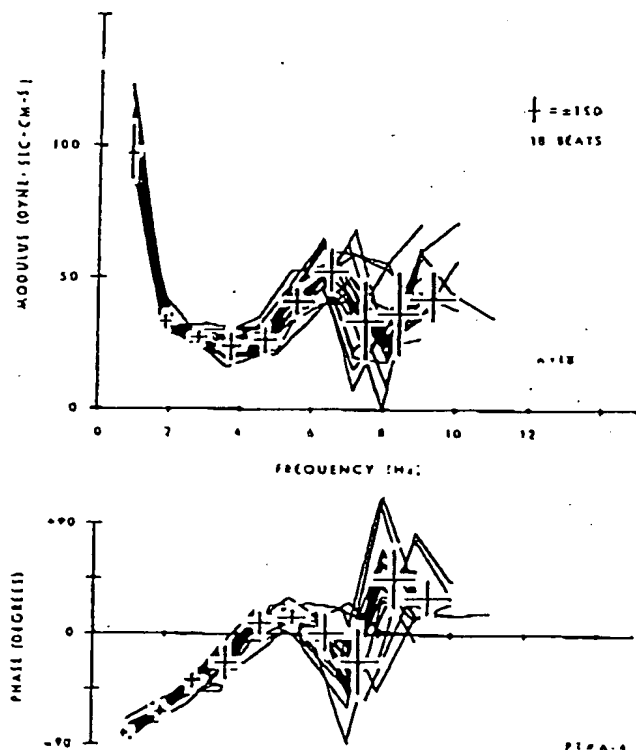 MODULUS (DYNE-SEC-CM-5)
100
50
0
= ±1SD
18 BEATS
0
2
4
6
8
10
12
FREQUENCY (Hz)
PHASE (DEGREES)
+90
0
-90